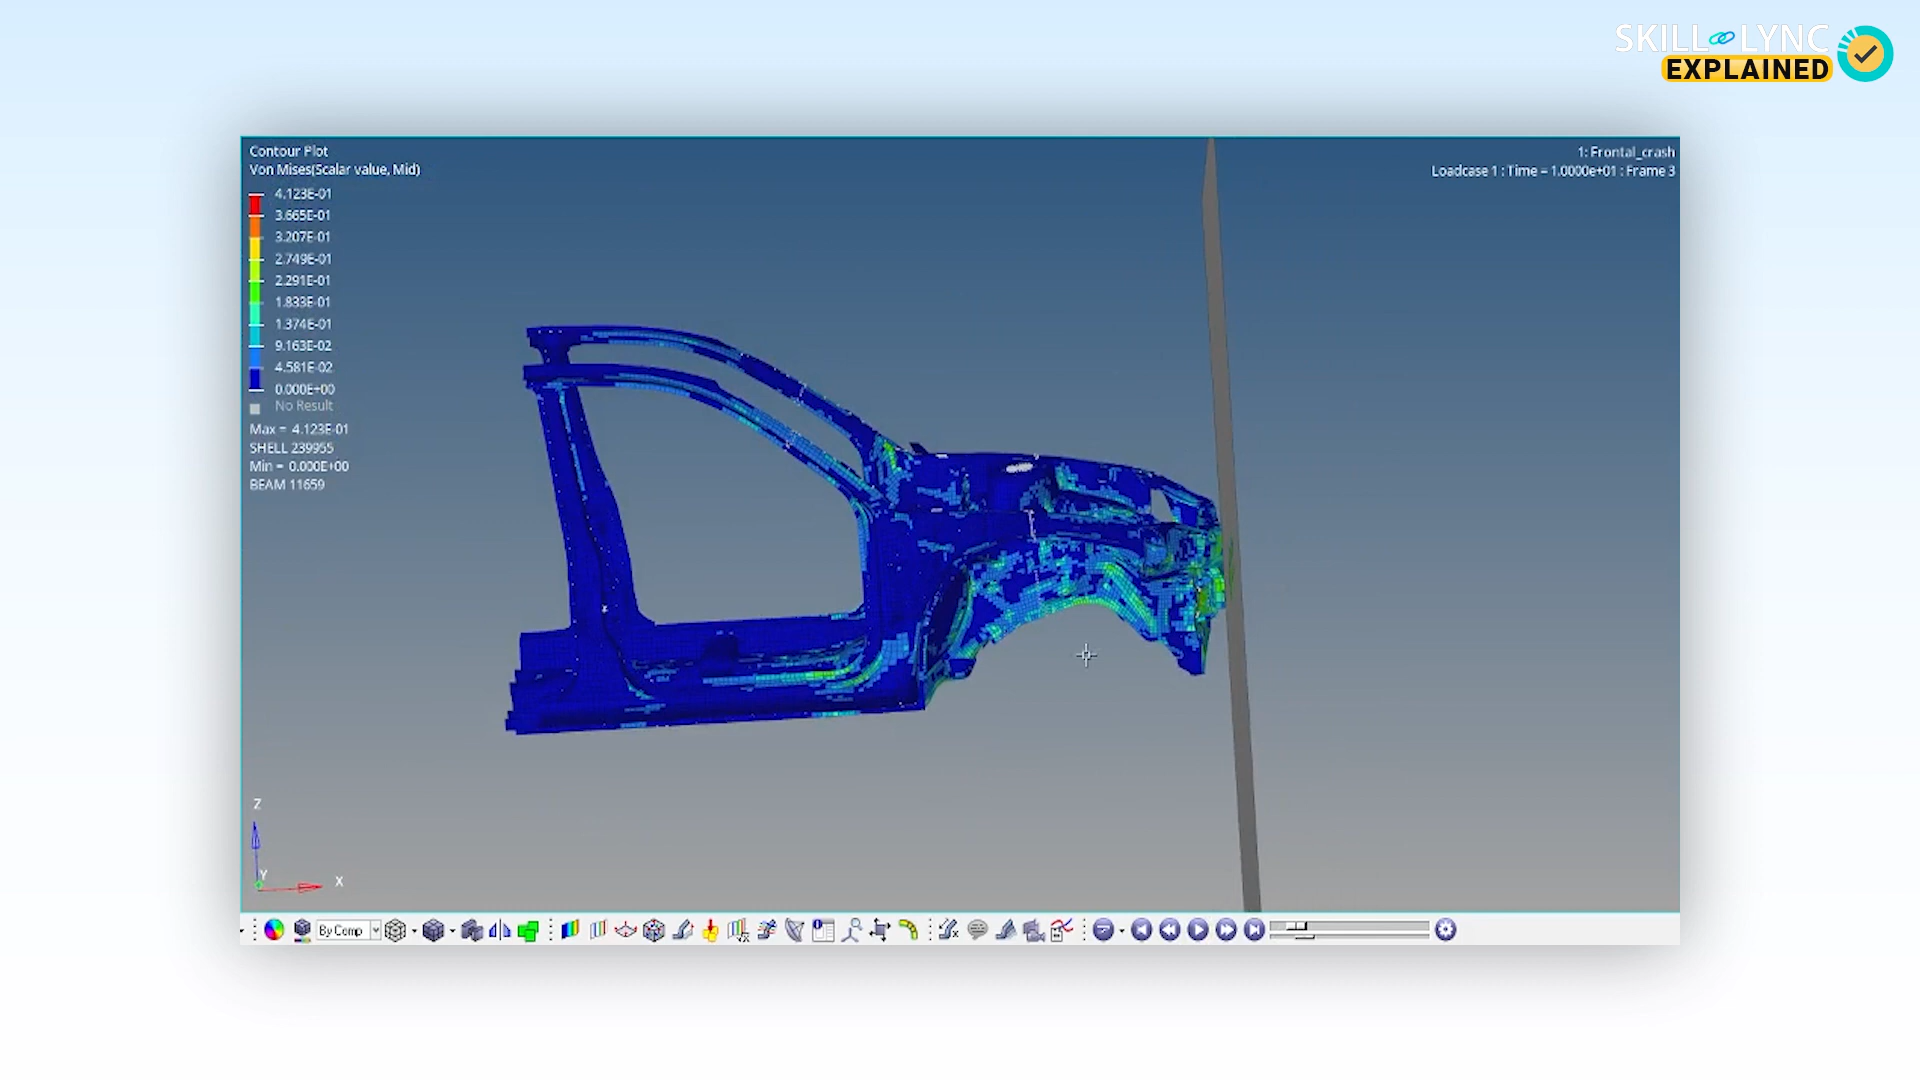 SKILL LYNC
EXPLAINED
Contour Plot
Von Mises(Scalar value, Mid)
4.123E-01
3.665E-01
3.207E-01
2.749E-01
2.291E-01
1.833E-01
1.374E-01
9.163E-02
4.581E-02
0.000E+00
No Result
Max = 4.123E-01
SHELL 239955
Min = 0.000E+00
BEAM 11659
1: Frontal_crash
Loadcase 1 : Time = 1.0000e+01 : Frame 3
Z
Y
X
By Comp